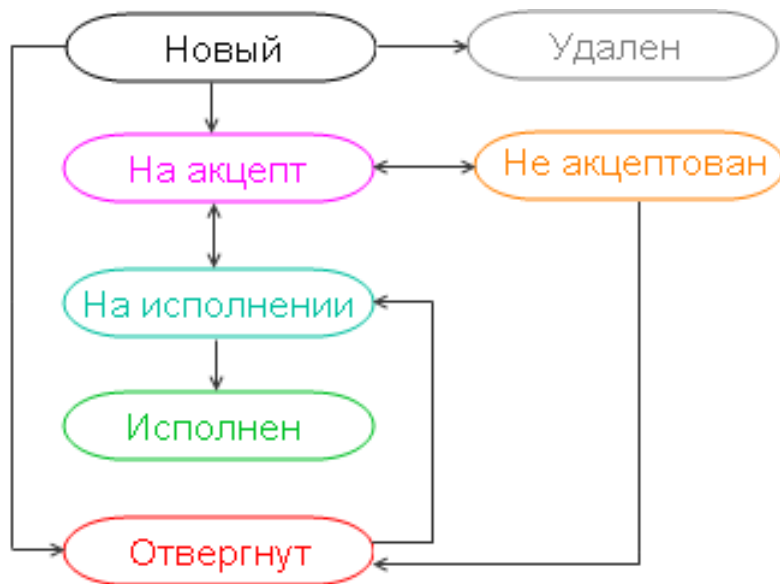 Новый
Удален
На акцепт
Не акцептован
На исполнении
Исполнен
Отвергнут